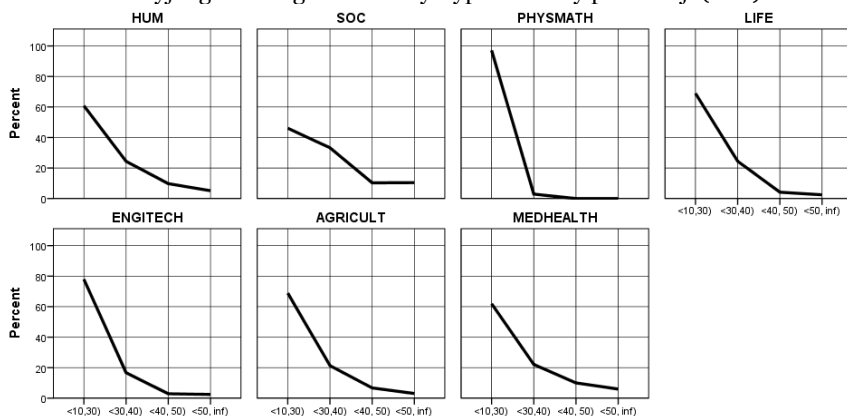 HUM SOC PHYSMATH LIFE
Percent
100
80
60
40
20
0
<10,30) <30,40) <40,50) <50,inf)
ENGITECH AGRICULT MEDHEALTH
Percent
100
80
60
40
20
0
<10,30) <30,40) <40,50) <50,inf) <10,30) <30,40) <40,50) <50,inf) <10,30) <30,40) <40,50) <50,inf)